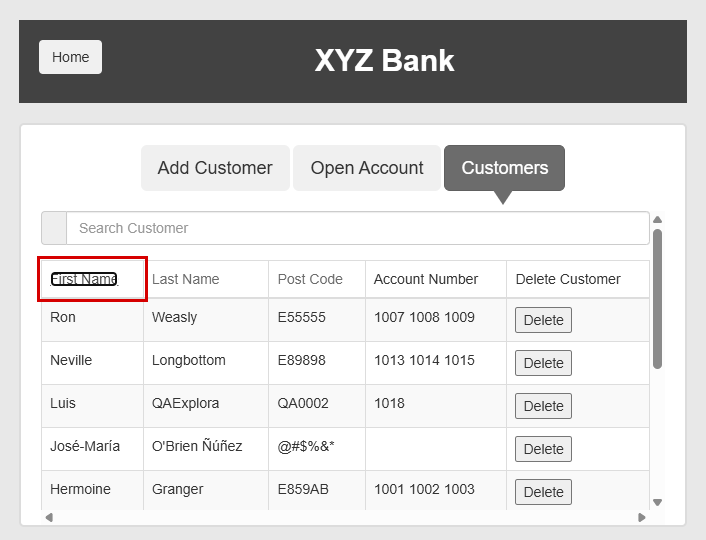 Home
XYZ Bank
Add Customer Open Account Customers
Search Customer
First Name Last Name Post Code Account Number Delete Customer
Ron Weasly E55555 1007 1008 1009 Delete
Neville Longbottom E89898 1013 1014 1015 Delete
Luis QAExplora QA0002 1018 Delete
José-María O'Brien Ñúñez @#$%&* Delete
Hermoine Granger E859AB 1001 1002 1003 Delete